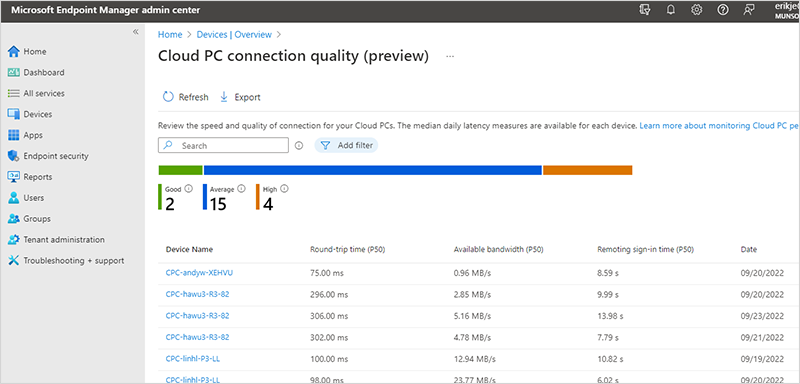 Microsoft Endpoint Manager admin center
erikje@
MUNSO
Home
Dashboard
All services
Devices
Apps
Endpoint security
Reports
Users
Groups
Tenant administration
Troubleshooting + support
Home > Devices | Overview >
Cloud PC connection quality (preview) ...
Refresh Export
Review the speed and quality of connection for your Cloud PCs. The median daily latency measures are available for each device. Learn more about monitoring Cloud PC pe
Search Add filter
Good Average High
2 15 4
Device Name Round-trip time (P50) Available bandwidth (P50) Remoting sign-in time (P50) Date
CPC-andyw-XEHVU 75.00 ms 0.96 MB/s 8.59 s 09/20/2022
CPC-hawu3-R3-82 296.00 ms 2.85 MB/s 9.99 s 09/20/2022
CPC-hawu3-R3-82 306.00 ms 5.16 MB/s 13.98 s 09/23/2022
CPC-hawu3-R3-82 302.00 ms 4.78 MB/s 7.79 s 09/21/2022
CPC-linhl-P3-LL 100.00 ms 12.94 MB/s 10.82 s 09/19/2022
CPC-linhl-P3-LL 98.00 ms 23.77 MB/s 6.02 s 09/20/2022